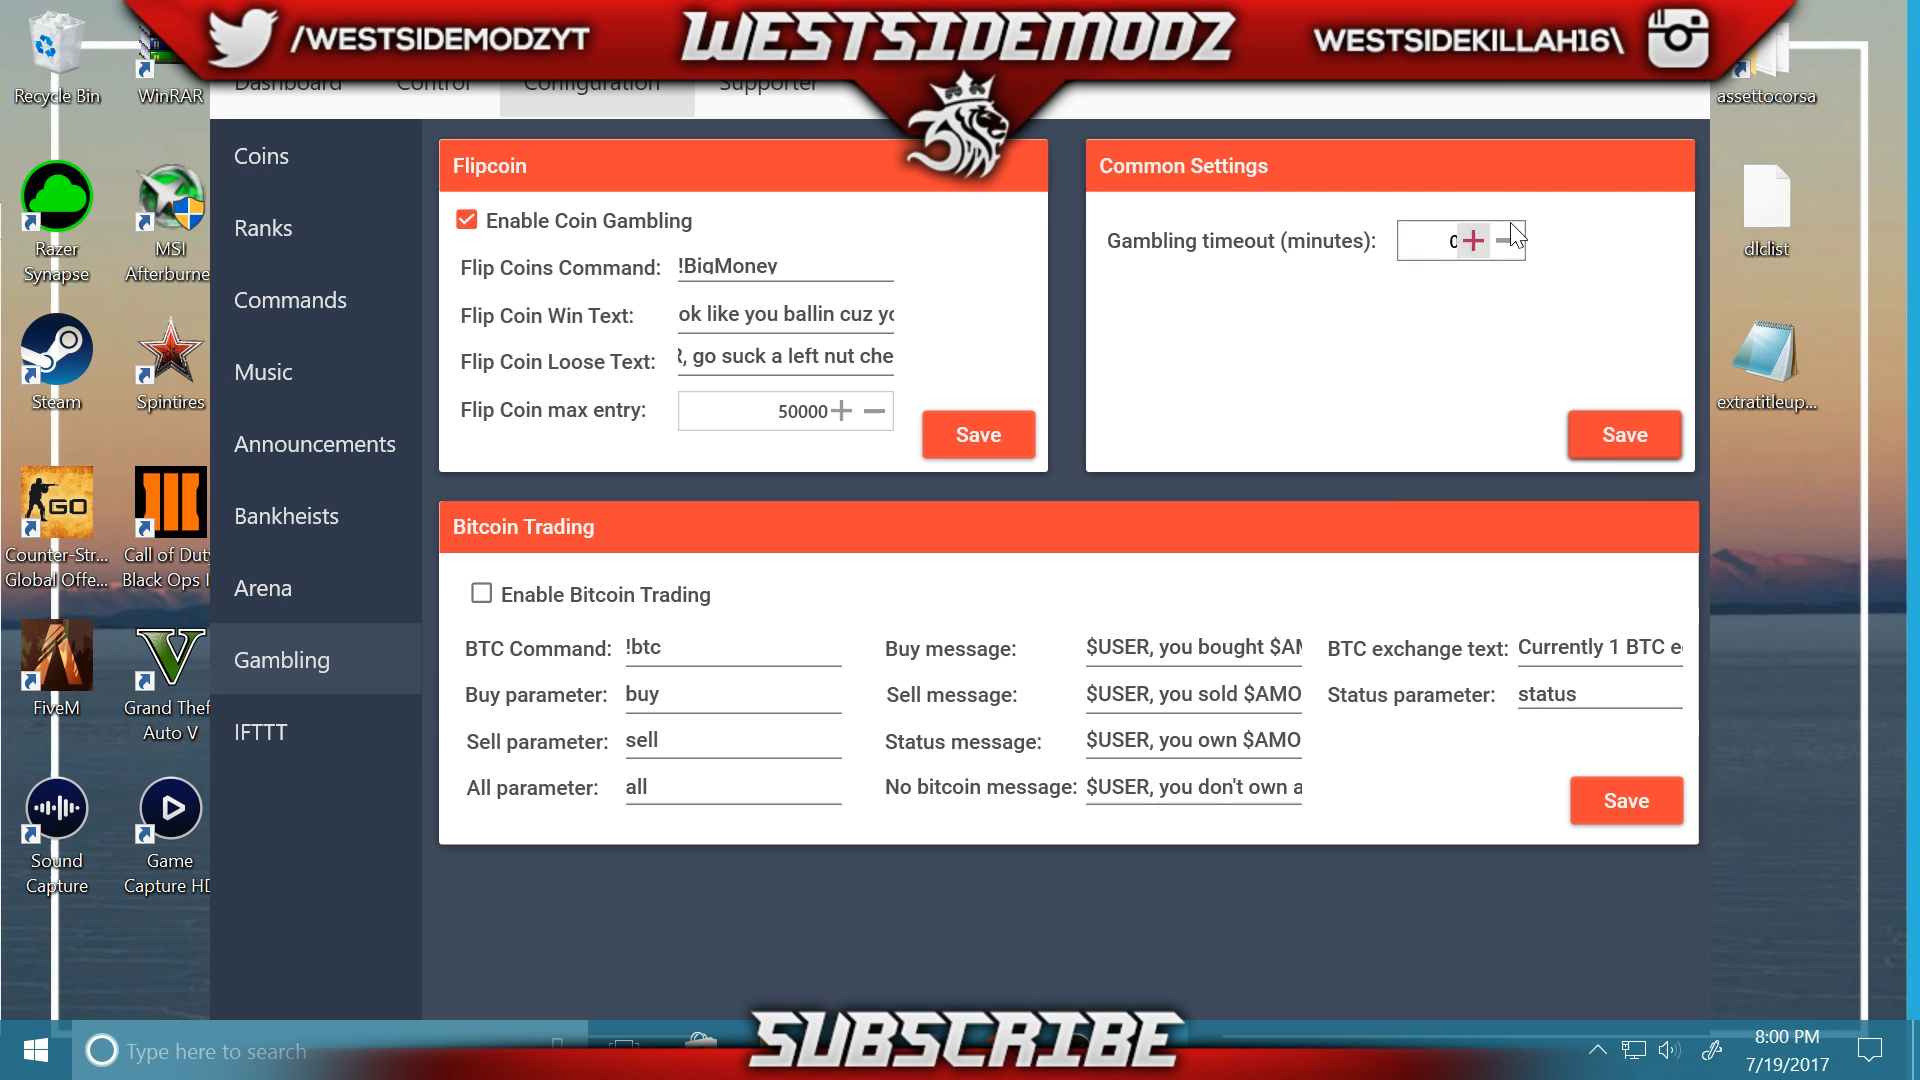 /WESTSIDEMODZYT
WESTSIDEMODZ
WESTSIDEKILLAH16\
Recycle Bin
WinRAR
Dashboard
Control
Configuration
Supporter
assettocorsa
Coins
Ranks
Commands
Music
Announcements
Bankheists
Arena
Gambling
IFTTT
Flipcoin
Enable Coin Gambling
Flip Coins Command: !BigMoney
Flip Coin Win Text: ok like you ballin cuz yo
Flip Coin Loose Text: R, go suck a left nut che
Flip Coin max entry: 50000
Save
Common Settings
Gambling timeout (minutes): 0
Save
Bitcoin Trading
Enable Bitcoin Trading
BTC Command: !btc
Buy parameter: buy
Sell parameter: sell
All parameter: all
Buy message: $USER, you bought $AM
Sell message: $USER, you sold $AMO
Status message: $USER, you own $AMO
No bitcoin message: $USER, you don't own a
BTC exchange text: Currently 1 BTC e
Status parameter: status
Save
Razer
Synapse
MSI
Afterburne
Steam
Spintires
GO
Counter-Str...
Global Offe...
Call of Duty
Black Ops I
FiveM
Grand Thef
Auto V
Sound
Capture
Game
Capture HD
dlclist
extratitleup...
Type here to search
SUBSCRIBE
8:00 PM
7/19/2017